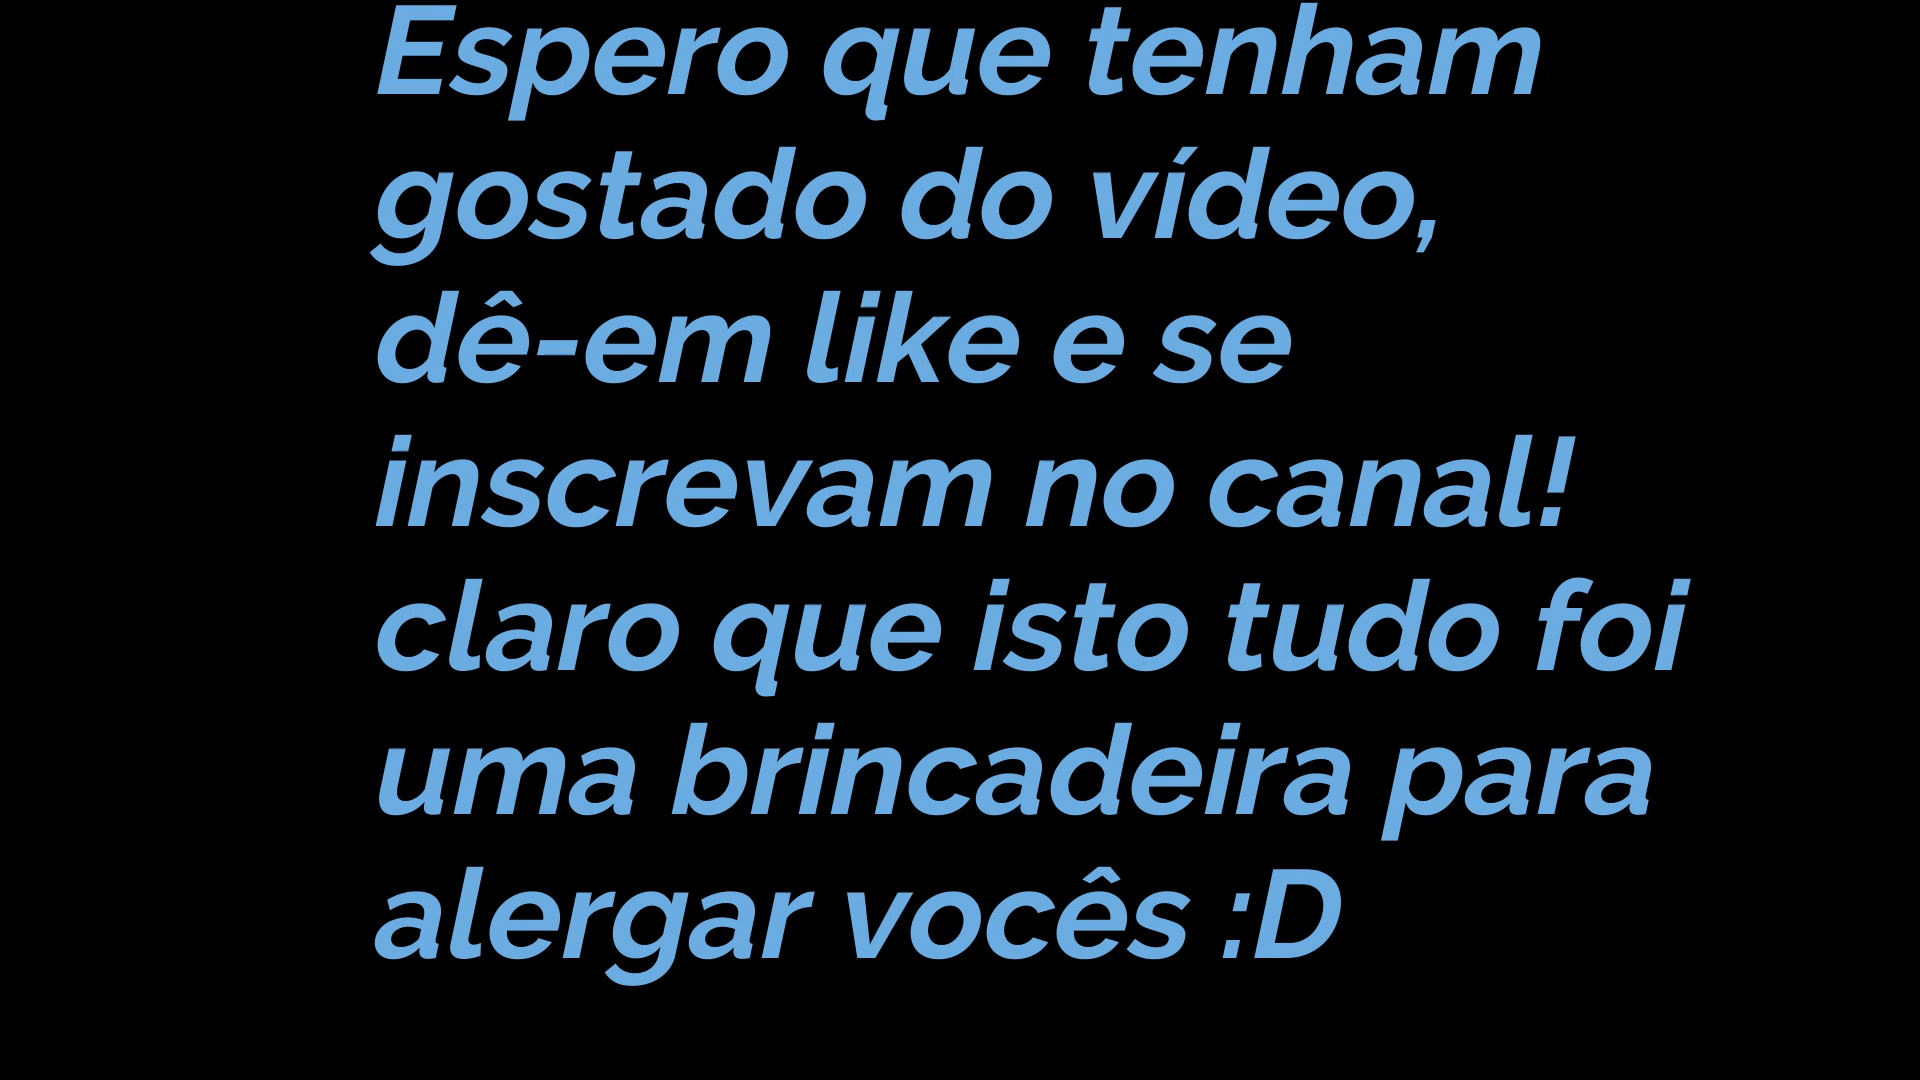 Espero que tenham
gostado do vídeo,
dê-em like e se
inscrevam no canal!
claro que isto tudo foi
uma brincadeira para
alergar vocês :D